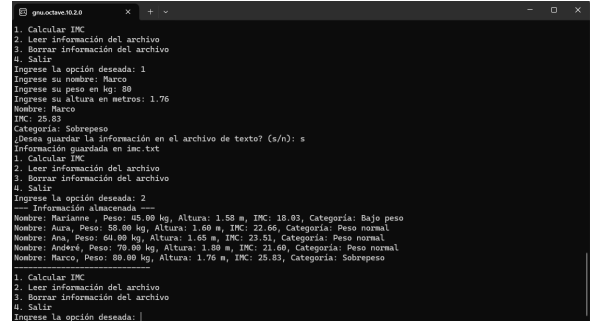 gnu.octave.10.2.0
1. Calcular IMC
2. Leer información del archivo
3. Borrar información del archivo
4. Salir
Ingrese la opción deseada: 1
Ingrese su nombre: Marco
Ingrese su peso en kg: 80
Ingrese su altura en metros: 1.76
Nombre: Marco
IMC: 25.83
Categoría: Sobrepeso
¿Desea guardar la información en el archivo de texto? (s/n): s
Información guardada en imc.txt
1. Calcular IMC
2. Leer información del archivo
3. Borrar información del archivo
4. Salir
Ingrese la opción deseada: 2
--- Información almacenada ---
Nombre: Marianne , Peso: 45.00 kg, Altura: 1.58 m, IMC: 18.03, Categoría: Bajo peso
Nombre: Aura, Peso: 58.00 kg, Altura: 1.60 m, IMC: 22.66, Categoría: Peso normal
Nombre: Ana, Peso: 64.00 kg, Altura: 1.65 m, IMC: 23.51, Categoría: Peso normal
Nombre: And�ré, Peso: 70.00 kg, Altura: 1.80 m, IMC: 21.60, Categoría: Peso normal
Nombre: Marco, Peso: 80.00 kg, Altura: 1.76 m, IMC: 25.83, Categoría: Sobrepeso
-----------------------------
1. Calcular IMC
2. Leer información del archivo
3. Borrar información del archivo
4. Salir
Ingrese la opción deseada: